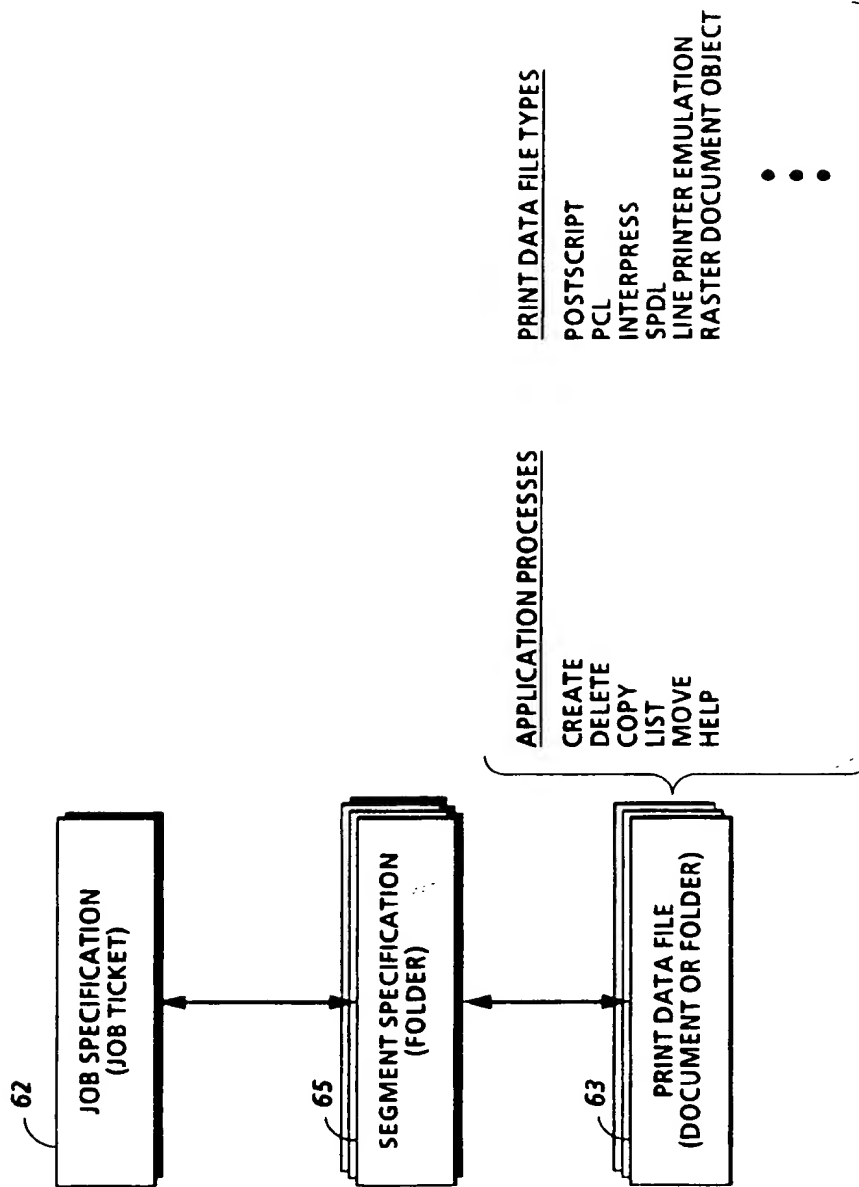 62
JOB SPECIFICATION
(JOB TICKET)
65
SEGMENT SPECIFICATION
(FOLDER)
63
PRINT DATA FILE
(DOCUMENT OR FOLDER)
APPLICATION PROCESSES
CREATE
DELETE
COPY
LIST
MOVE
HELP
PRINT DATA FILE TYPES
POSTSCRIPT
PCL
INTERPRESS
SPDL
LINE PRINTER EMULATION
RASTER DOCUMENT OBJECT